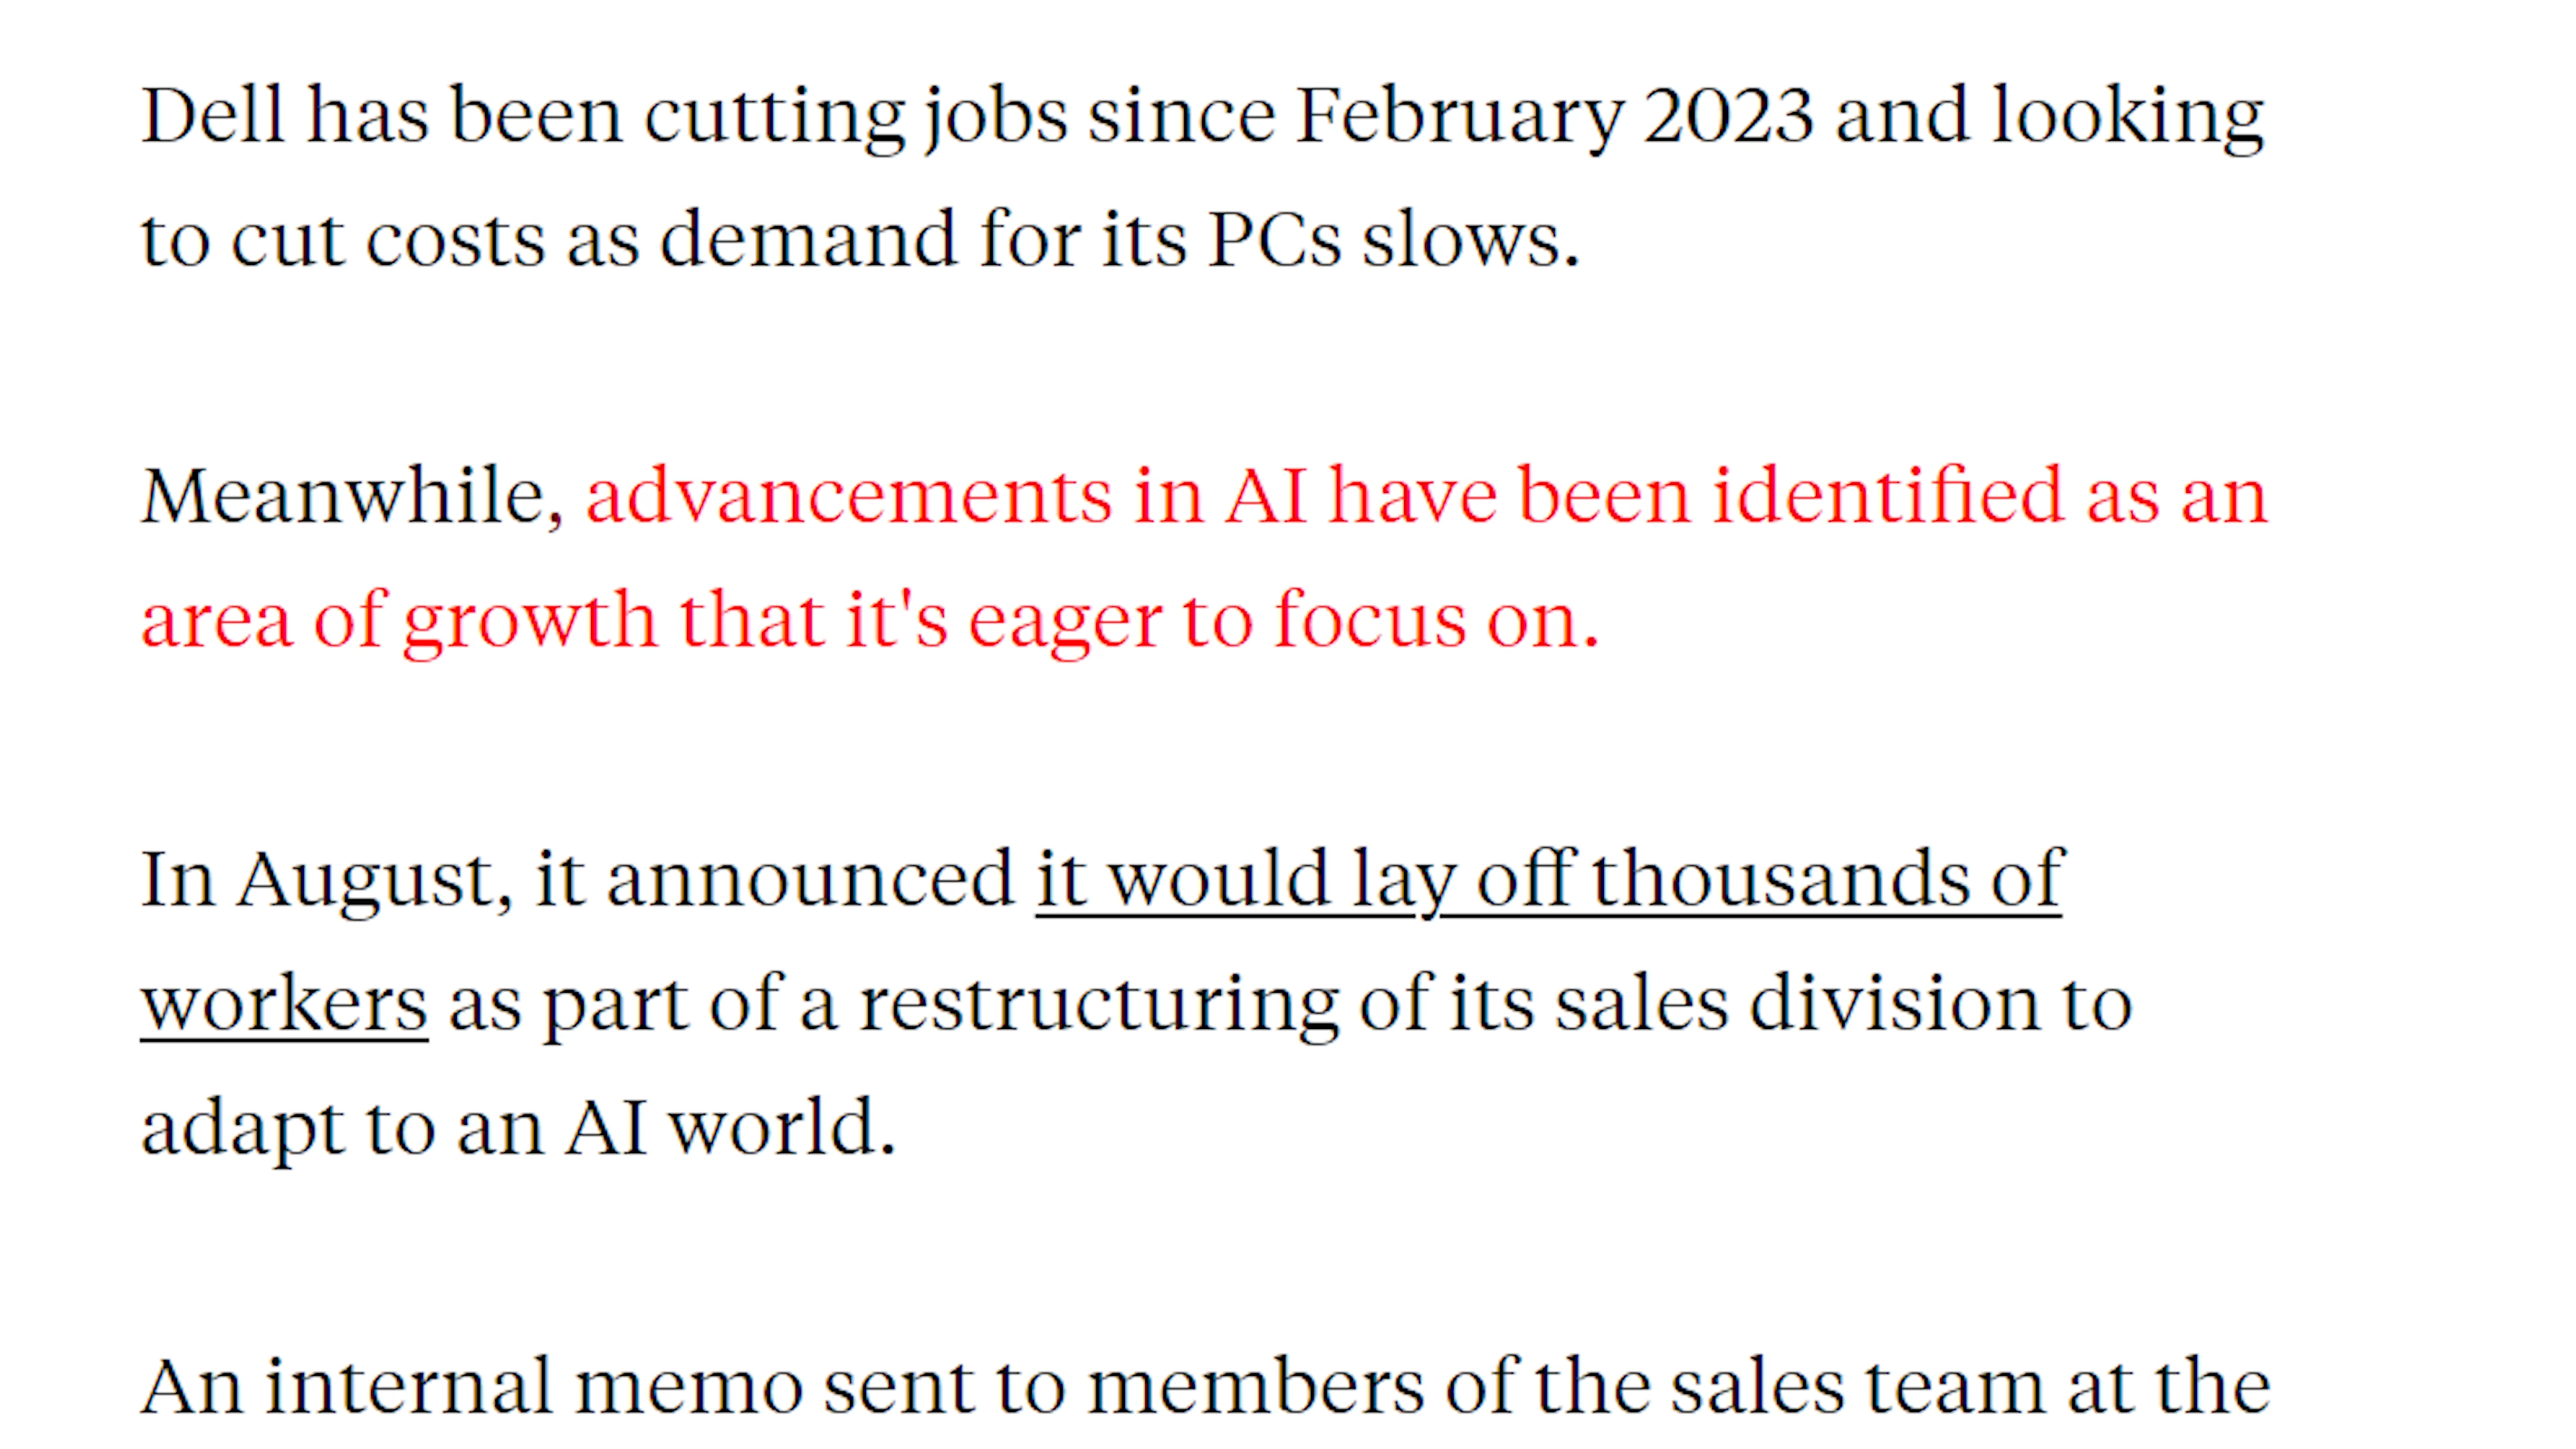 Dell has been cutting jobs since February 2023 and looking
to cut costs as demand for its PCs slows.
Meanwhile, advancements in AI have been identified as an
area of growth that it's eager to focus on.
In August, it announced it would lay off thousands of
workers as part of a restructuring of its sales division to
adapt to an AI world.
An internal memo sent to members of the sales team at the